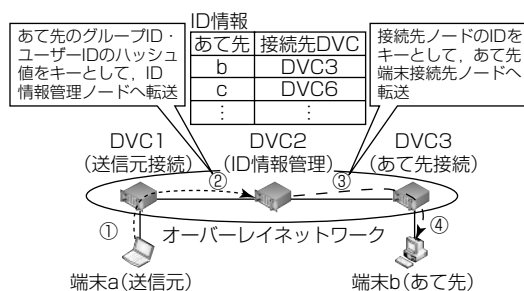 あて先のグループID・
ユーザーIDのハッシュ
値をキーとして，ID
情報管理ノードへ転送
ID情報
あて先 接続先DVC
b DVC3
c DVC6
⋮ ⋮
接続先ノードのIDを
キーとして，あて先
端末接続先ノードへ
転送
DVC1
(送信元接続)
DVC2
(ID情報管理)
DVC3
(あて先接続)
②
③
①
④
オーバーレイネットワーク
端末a(送信元)
端末b(あて先)